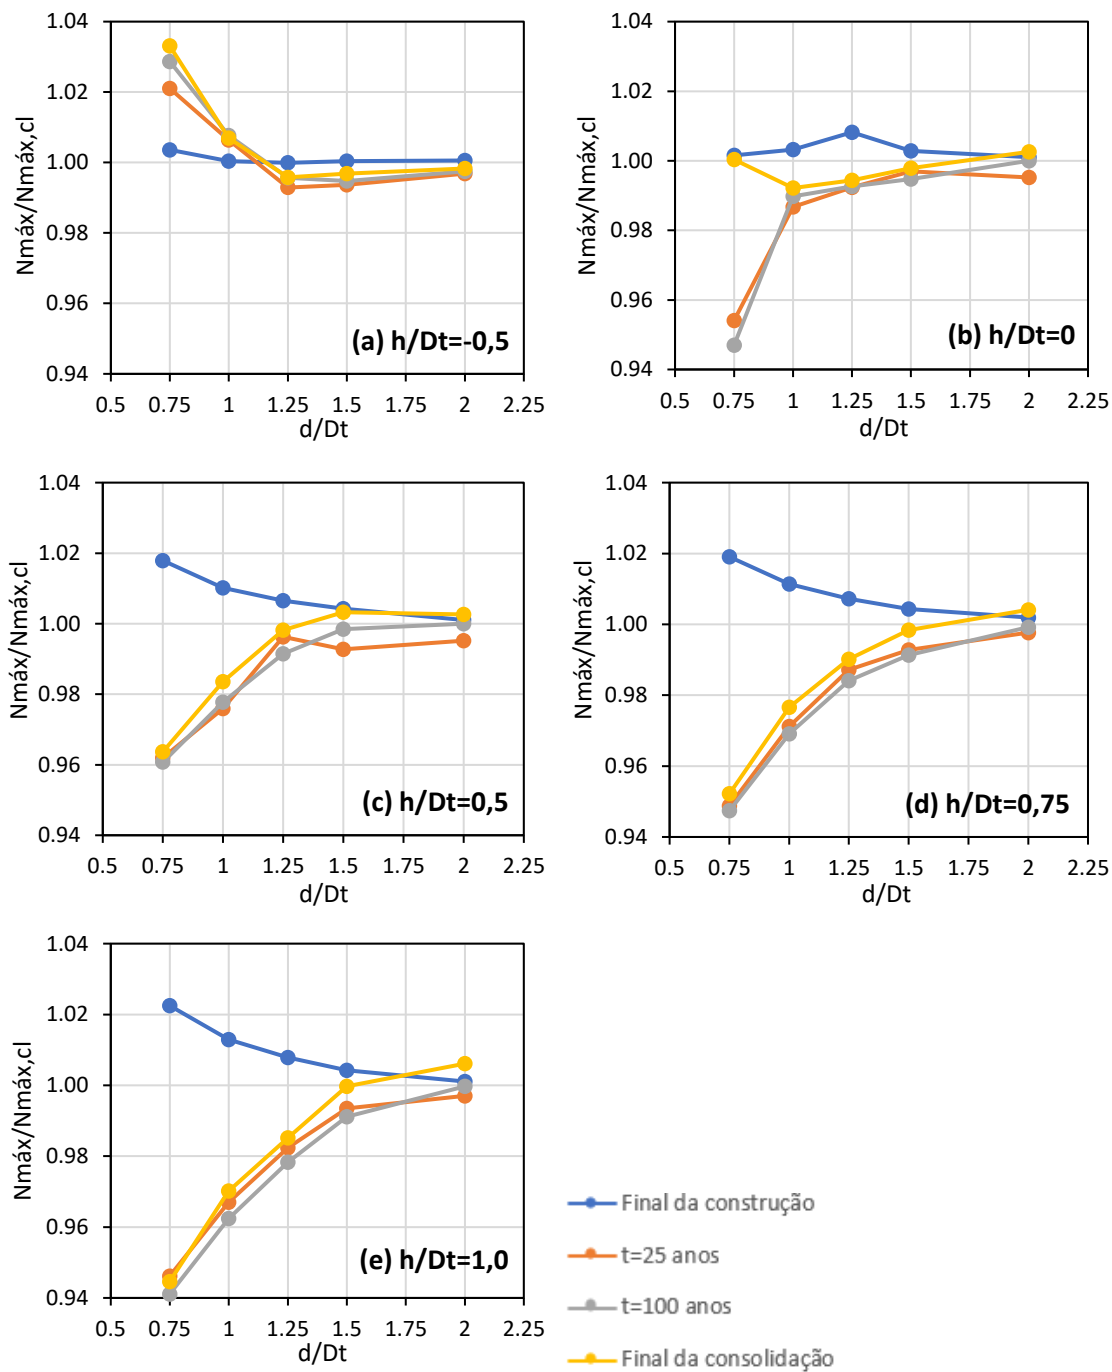 1.04
1.02
1.00
0.98
0.96
0.94
Nmáx/Nmáx,cl
(a) h/Dt=-0,5
0.5 0.75 1 1.25 1.5 1.75 2 2.25
d/Dt
1.04
1.02
1.00
0.98
0.96
0.94
Nmáx/Nmáx,cl
(b) h/Dt=0
0.5 0.75 1 1.25 1.5 1.75 2 2.25
d/Dt
1.04
1.02
1.00
0.98
0.96
0.94
Nmáx/Nmáx,cl
(c) h/Dt=0,5
0.5 0.75 1 1.25 1.5 1.75 2 2.25
d/Dt
1.04
1.02
1.00
0.98
0.96
0.94
Nmáx/Nmáx,cl
(d) h/Dt=0,75
0.5 0.75 1 1.25 1.5 1.75 2 2.25
d/Dt
1.04
1.02
1.00
0.98
0.96
0.94
Nmáx/Nmáx,cl
(e) h/Dt=1,0
0.5 0.75 1 1.25 1.5 1.75 2 2.25
d/Dt
Final da construção
t=25 anos
t=100 anos
Final da consolidação